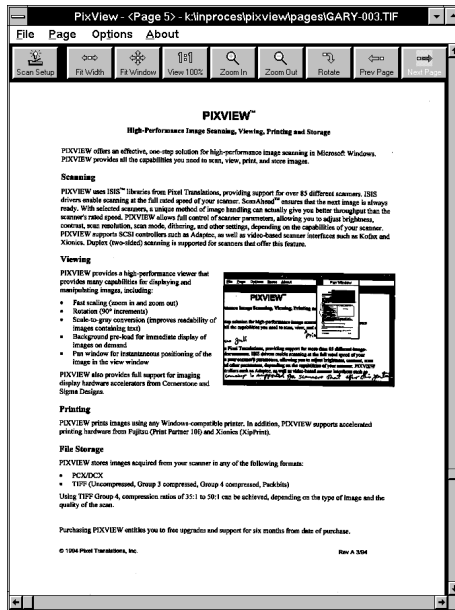 PixView - <Page 5> - k:\inproces\pixview\pages\GARY-003.TIF
File Page Options About
Scan Setup Fit Width Fit Window View 100% Zoom In Zoom Out Rotate Prev Page Next Page
1:1
PIXVIEW™
High-Performance Image Scanning, Viewing, Printing and Storage
PIXVIEW offers an effective, one-step solution for high-performance image scanning in Microsoft Windows.
PIXVIEW provides all the capabilities you need to scan, view, print, and store images.
Scanning
PIXVIEW uses ISIS™ libraries from Pixel Translations, providing support for over 85 different scanners. ISIS
drivers enable scanning at the full rated speed of your scanner. ScanAhead™ ensures that the next image is always
ready. With selected scanners, a unique method of image handling can actually give you better throughput than the
scanner's rated speed. PIXVIEW allows full control of scanner parameters, allowing you to adjust brightness,
contrast, scan resolution, scan mode, dithering, and other settings, depending on the capabilities of your scanner.
PIXVIEW supports SCSI controllers such as Adaptec, as well as video-based scanner interfaces such as Kofax and
Xionics. Duplex (two-sided) scanning is supported for scanners that offer this feature.
Viewing
PIXVIEW provides a high-performance viewer that
provides many capabilities for displaying and
manipulating images, including:
• Fast scaling (zoom in and zoom out)
• Rotation (90° increments)
• Scale-to-gray conversion (improves readability of
images containing text)
• Background pre-load for immediate display of
images on demand
• Pan window for instantaneous positioning of the
image in the view window
PIXVIEW also provides full support for imaging
display hardware accelerators from Cornerstone and
Sigma Designs.
File Page Options About
Pan Window
PIXVIEW™
Printing
PIXVIEW prints images using any Windows-compatible printer. In addition, PIXVIEW supports accelerated
printing hardware from Fujitsu (Print Partner 10i) and Xionics (XipPrint).
File Storage
PIXVIEW stores images acquired from your scanner in any of the following formats:
• PCX/DCX
• TIFF (Uncompressed, Group 3 compressed, Group 4 compressed, Packbits)
Using TIFF Group 4, compression ratios of 35:1 to 50:1 can be achieved, depending on the type of image and the
quality of the scan.
Purchasing PIXVIEW entitles you to free upgrades and support for six months from date of purchase.
© 1994 Pixel Translations, Inc. Rev A 3/94